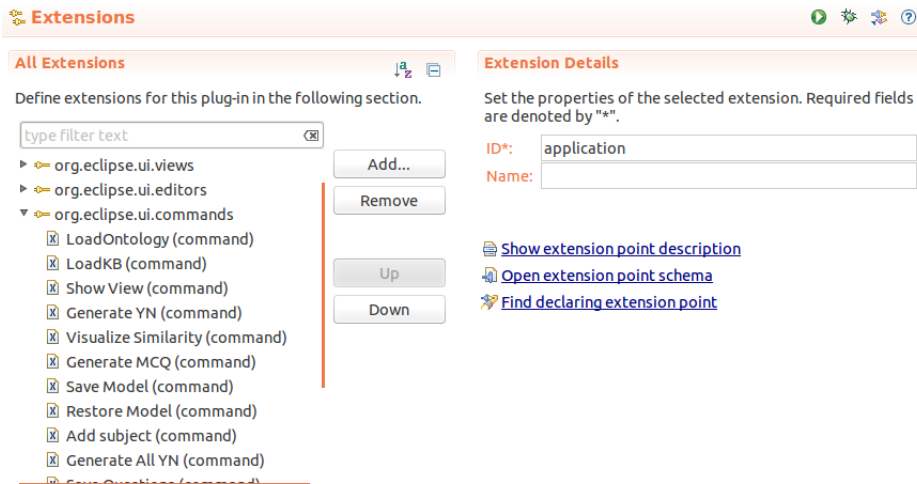 Extensions
All Extensions
Define extensions for this plug-in in the following section.
type filter text
org.eclipse.ui.views
org.eclipse.ui.editors
org.eclipse.ui.commands
LoadOntology (command)
LoadKB (command)
Show View (command)
Generate YN (command)
Visualize Similarity (command)
Generate MCQ (command)
Save Model (command)
Restore Model (command)
Add subject (command)
Generate All YN (command)
Save Questions (command)
Add...
Remove
Up
Down
Extension Details
Set the properties of the selected extension. Required fields
are denoted by "*".
ID*: application
Name:
Show extension point description
Open extension point schema
Find declaring extension point